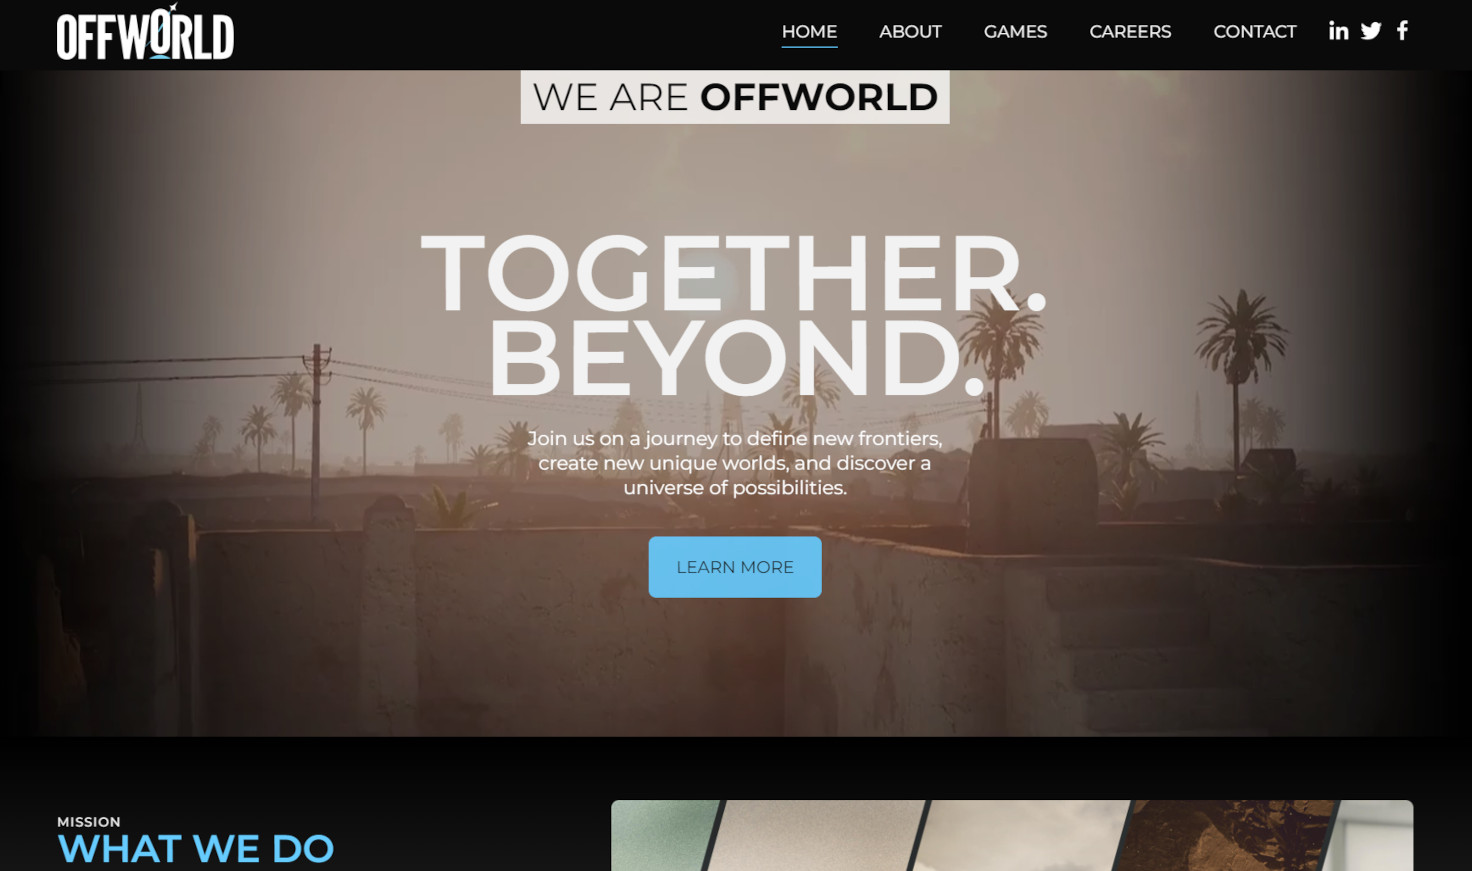 OFFWORLD
HOME ABOUT GAMES CAREERS CONTACT
WE ARE OFFWORLD
TOGETHER.
BEYOND.
Join us on a journey to define new frontiers,
create new unique worlds, and discover a
universe of possibilities.
LEARN MORE
MISSION
WHAT WE DO